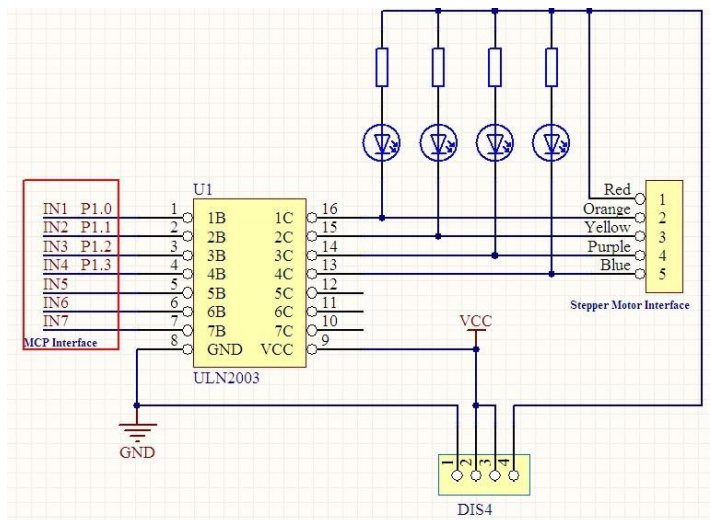 U1
IN1 P1.0 1 1B 1C 16
IN2 P1.1 2 2B 2C 15
IN3 P1.2 3 3B 3C 14
IN4 P1.3 4 4B 4C 13
IN5 5 5B 5C 12
IN6 6 6B 6C 11
IN7 7 7B 7C 10
MCP Interface
8 GND VCC 9
ULN2003
Red 1
Orange 2
Yellow 3
Purple 4
Blue 5
Stepper Motor Interface
VCC
GND
1 2 3 4
DIS4